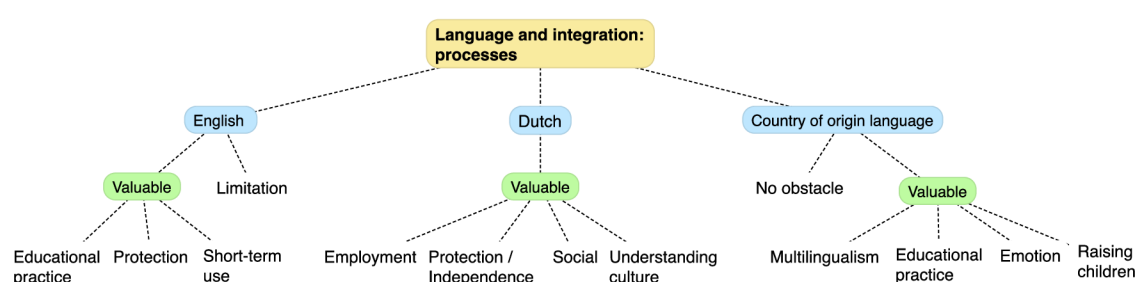 Language and integration:
processes
English
Dutch
Country of origin language
Valuable
Limitation
Valuable
No obstacle
Valuable
Educational
practice
Protection
Short-term
use
Employment
Protection /
Independence
Social
Understanding
culture
Multilingualism
Educational
practice
Emotion
Raising
children